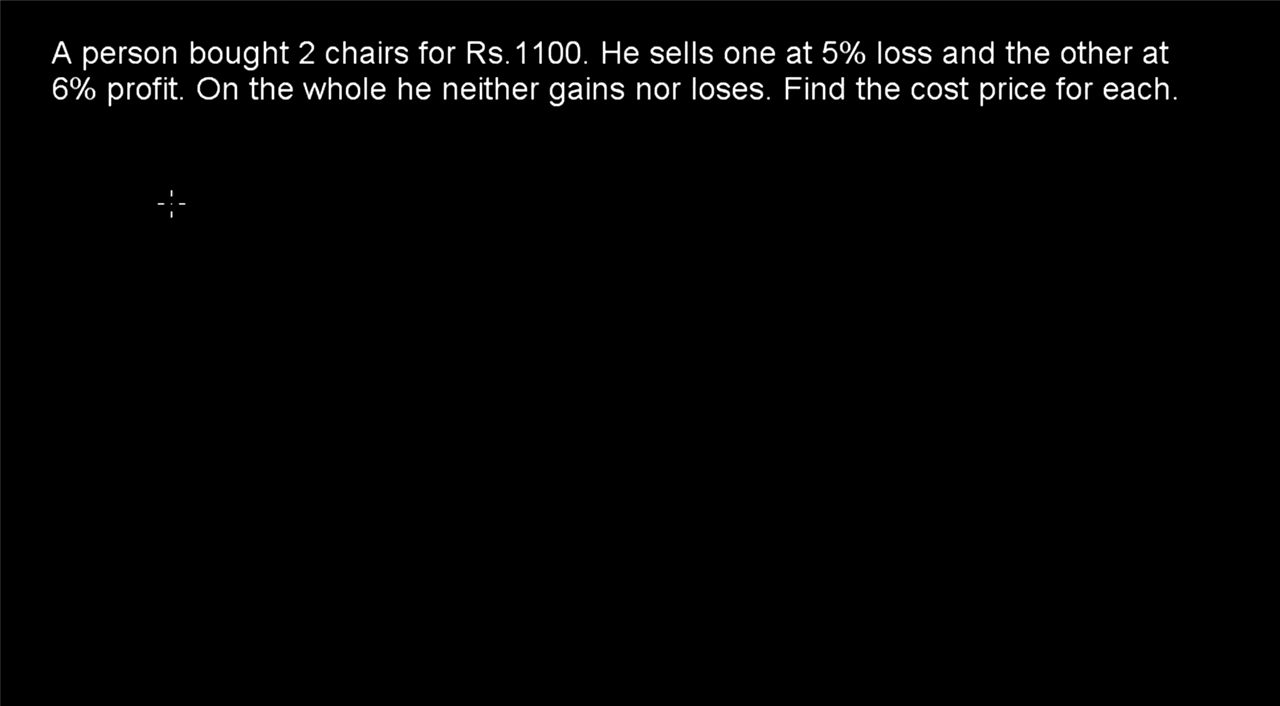 A person bought 2 chairs for Rs.1100. He sells one at 5% loss and the other at
6% profit. On the whole he neither gains nor loses. Find the cost price for each.